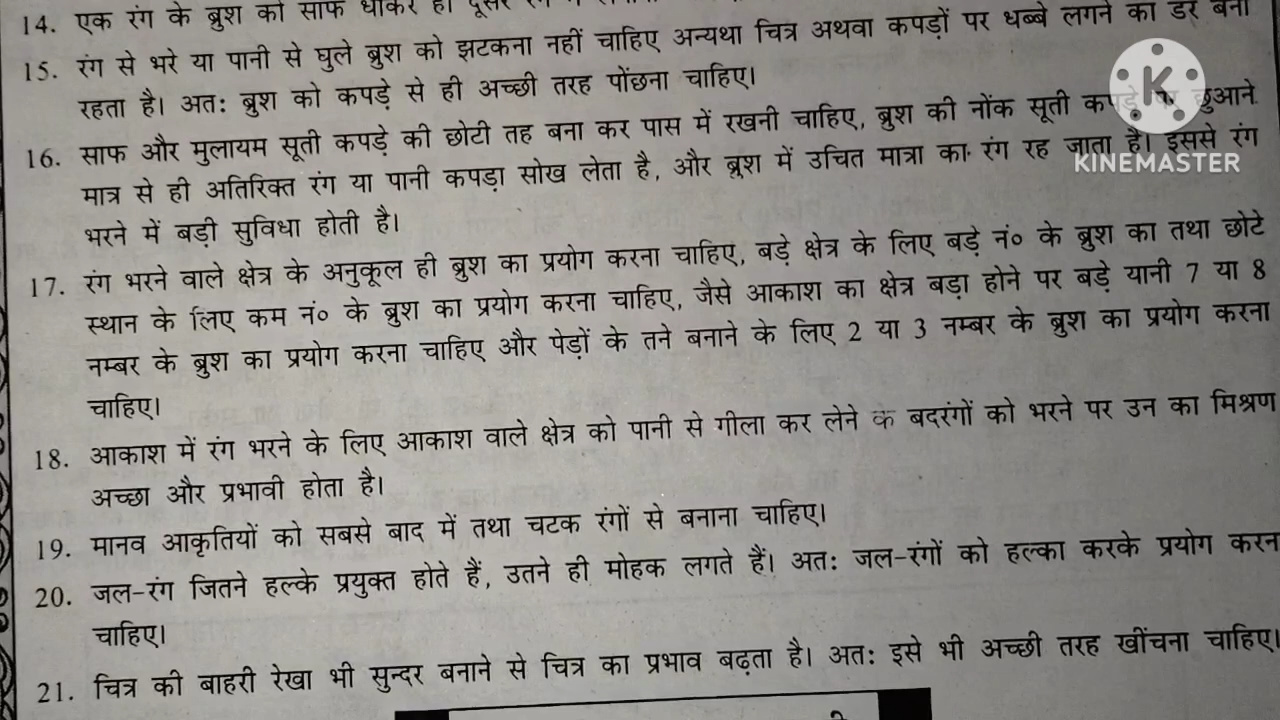 14. एक रंग के ब्रुश को साफ धोकर ही दूसरे रंग
15. रंग से भरे या पानी से घुले ब्रुश को झटकना नहीं चाहिए अन्यथा चित्र अथवा कपड़ों पर धब्बे लगने का डर बना
रहता है। अतः ब्रुश को कपड़े से ही अच्छी तरह पोंछना चाहिए।
16. साफ और मुलायम सूती कपड़े की छोटी तह बना कर पास में रखनी चाहिए, ब्रुश की नोंक सूती कपड़े पर छुआने
मात्र से ही अतिरिक्त रंग या पानी कपड़ा सोख लेता है, और ब्रुश में उचित मात्रा का रंग रह जाता है। इससे रंग
भरने में बड़ी सुविधा होती है।
17. रंग भरने वाले क्षेत्र के अनुकूल ही ब्रुश का प्रयोग करना चाहिए, बड़े क्षेत्र के लिए बड़े नं० के ब्रुश का तथा छोटे
स्थान के लिए कम नं० के ब्रुश का प्रयोग करना चाहिए, जैसे आकाश का क्षेत्र बड़ा होने पर बड़े यानी 7 या 8
नम्बर के ब्रुश का प्रयोग करना चाहिए और पेड़ों के तने बनाने के लिए 2 या 3 नम्बर के ब्रुश का प्रयोग करना
चाहिए।
18. आकाश में रंग भरने के लिए आकाश वाले क्षेत्र को पानी से गीला कर लेने के बदरंगों को भरने पर उन का मिश्रण
अच्छा और प्रभावी होता है।
19. मानव आकृतियों को सबसे बाद में तथा चटक रंगों से बनाना चाहिए।
20. जल-रंग जितने हल्के प्रयुक्त होते हैं, उतने ही मोहक लगते हैं। अतः जल-रंगों को हल्का करके प्रयोग करन
चाहिए।
21. चित्र की बाहरी रेखा भी सुन्दर बनाने से चित्र का प्रभाव बढ़ता है। अतः इसे भी अच्छी तरह खींचना चाहिए।
K
KINEMASTER